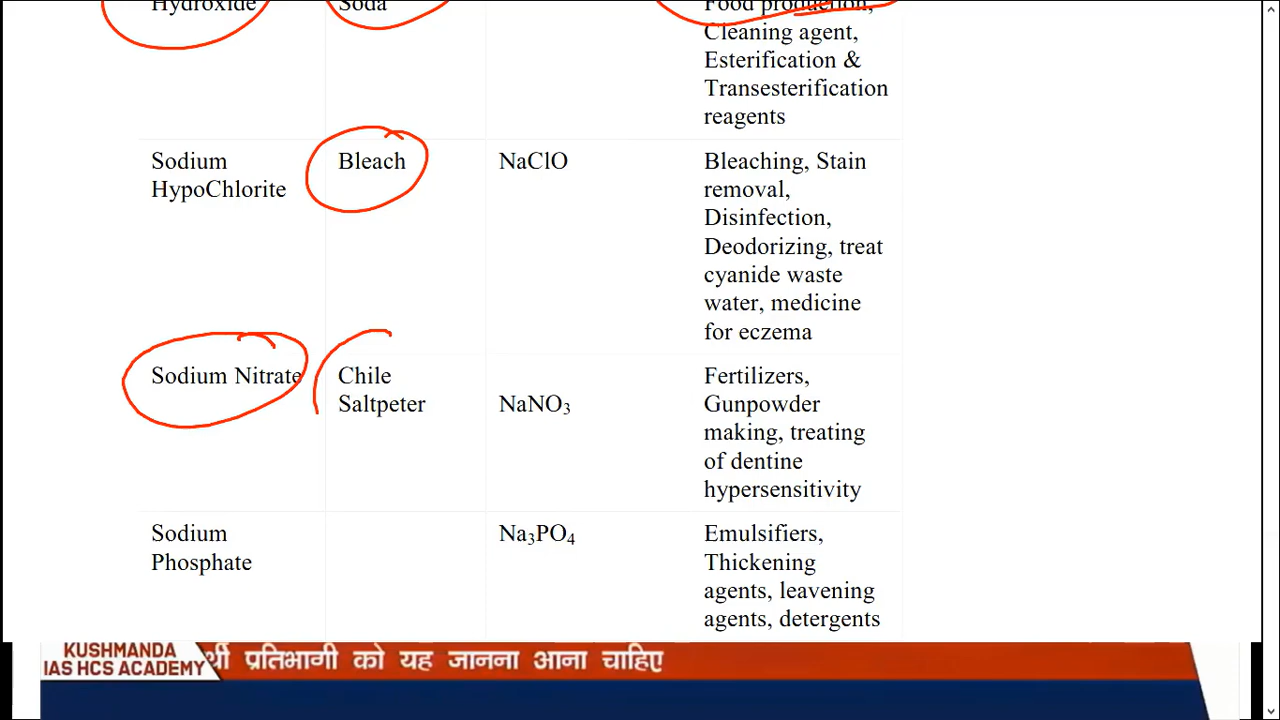 Hydroxide Soda Food production,
Cleaning agent,
Esterification &
Transesterification
reagents
Sodium Bleach NaClO Bleaching, Stain
HypoChlorite removal,
Disinfection,
Deodorizing, treat
cyanide waste
water, medicine
for eczema
Sodium Nitrate Chile Fertilizers,
Saltpeter NaNO₃ Gunpowder
making, treating
of dentine
hypersensitivity
Sodium Na₃PO₄ Emulsifiers,
Phosphate Thickening
agents, leavening
agents, detergents
KUSHMANDA
IAS HCS ACADEMY
प्रतिभागी को यह जानना आना चाहिए